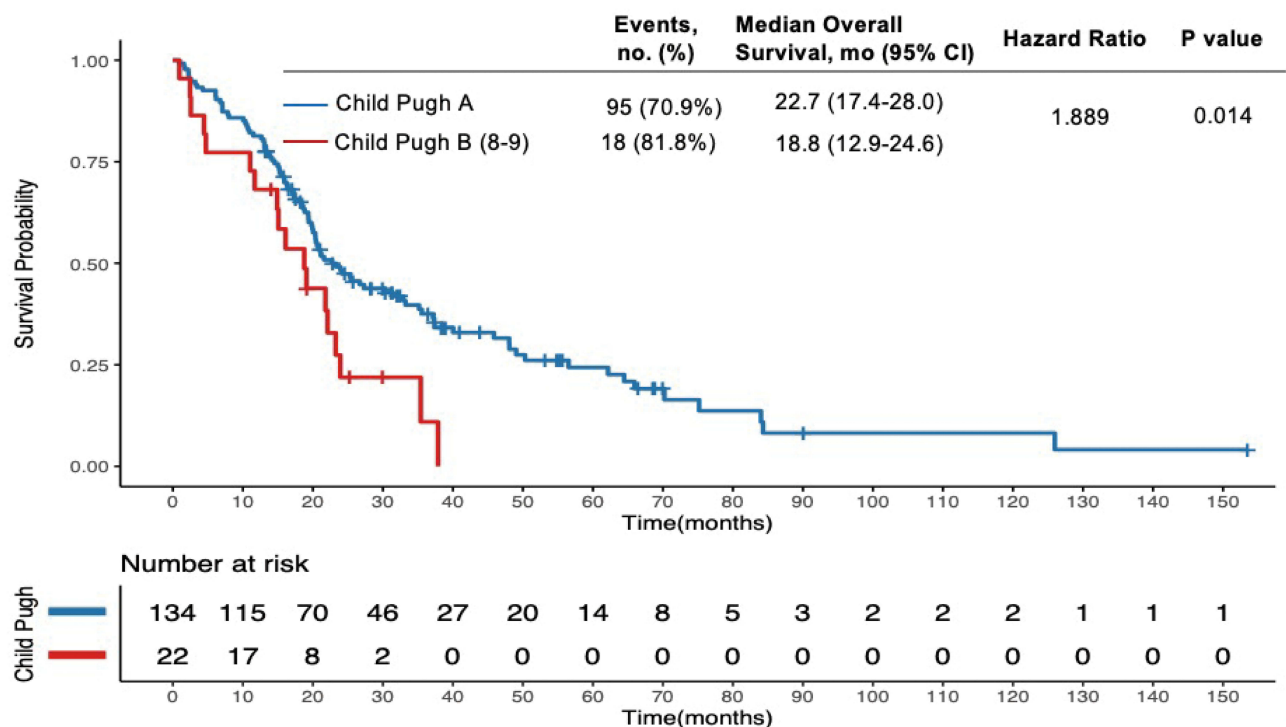 Events, no. (%) Median Overall Survival, mo (95% CI) Hazard Ratio P value
Child Pugh A 95 (70.9%) 22.7 (17.4-28.0) 1.889 0.014
Child Pugh B (8-9) 18 (81.8%) 18.8 (12.9-24.6)
Survival Probability
1.00
0.75
0.50
0.25
0.00
0 10 20 30 40 50 60 70 80 90 100 110 120 130 140 150
Time(months)
Number at risk
Child Pugh
134 115 70 46 27 20 14 8 5 3 2 2 2 1 1 1
22 17 8 2 0 0 0 0 0 0 0 0 0 0 0 0
0 10 20 30 40 50 60 70 80 90 100 110 120 130 140 150
Time(months)